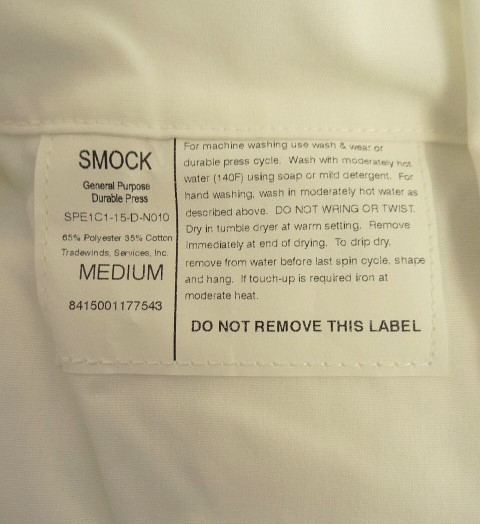 SMOCK
General Purpose
Durable Press
SPE1C1-15-D-N010
65% Polyester 35% Cotton
Tradewinds, Services, Inc.
MEDIUM
8415001177543
For machine washing use wash & wear or
durable press cycle. Wash with moderately hot
water (140F) using soap or mild detergent. For
hand washing, wash in moderately hot water as
described above. DO NOT WRING OR TWIST.
Dry in tumble dryer at warm setting. Remove
immediately at end of drying. To drip dry,
remove from water before last spin cycle, shape
and hang. If touch-up is required iron at
moderate heat.
DO NOT REMOVE THIS LABEL